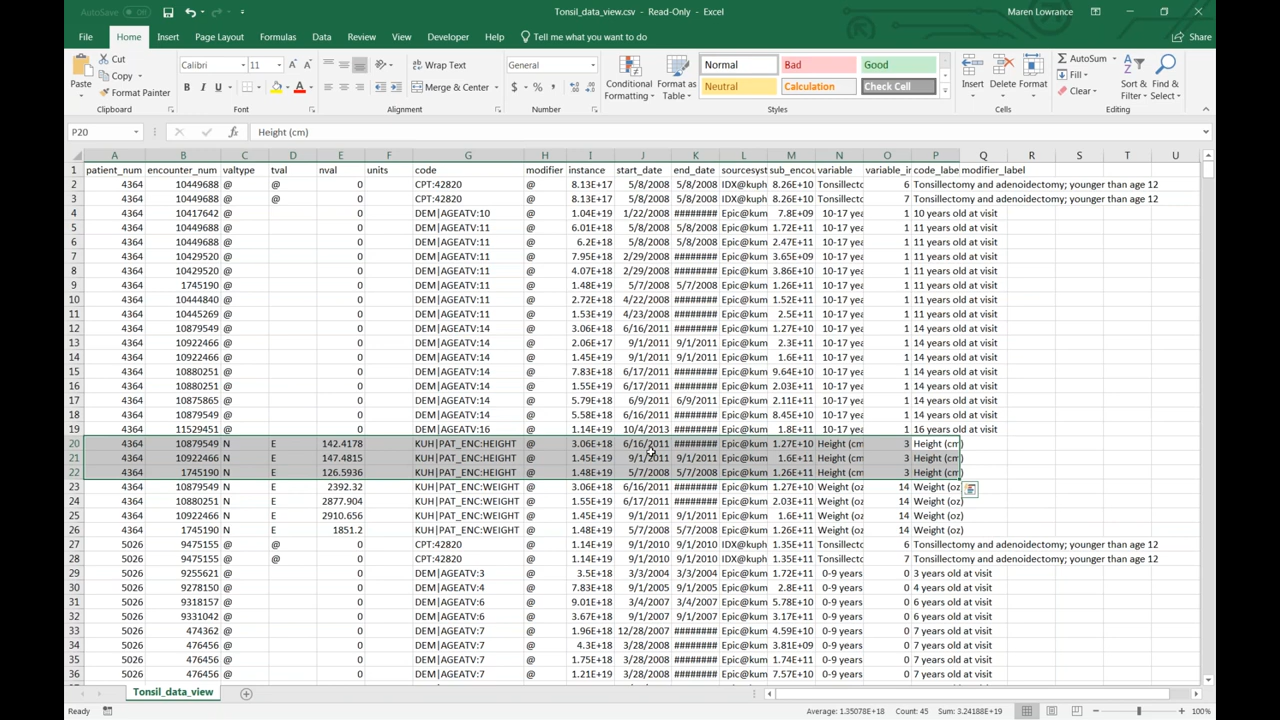 AutoSave Off Tonsil_data_view.csv - Read-Only - Excel Maren Lowrance
File Home Insert Page Layout Formulas Data Review View Developer Help Tell me what you want to do Share
Cut Calibri 11 Wrap Text General Normal Bad Good AutoSum
Copy Fill
Paste Format Painter B I U Merge & Center $ % , Conditional Formatting Format as Table Neutral Calculation Check Cell Insert Delete Format Clear Sort & Filter Find & Select
Clipboard Font Alignment Number Styles Cells Editing
P20 fx Height (cm)
A B C D E F G H I J K L M N O P Q R S T U
1 patient_num encounter_num valtype tval nval units code modifier instance start_date end_date sourcesyst sub_encou variable variable_in code_labe modifier_label
2 4364 10449688 @ @ 0 CPT:42820 @ 8.13E+17 5/8/2008 5/8/2008 IDX@kup 8.26E+10 Tonsillecto 6 Tonsillectomy and adenoidectomy; younger than age 12
3 4364 10449688 @ @ 0 CPT:42820 @ 8.13E+17 5/8/2008 5/8/2008 IDX@kup 8.26E+10 Tonsillecto 7 Tonsillectomy and adenoidectomy; younger than age 12
4 4364 10417642 @ 0 DEM|AGEATV:10 @ 1.04E+19 1/22/2008 ######## Epic@kum 7.8E+09 10-17 yea 1 10 years old at visit
5 4364 10449688 @ 0 DEM|AGEATV:11 @ 6.01E+18 5/8/2008 5/8/2008 Epic@kum 1.72E+11 10-17 yea 1 11 years old at visit
6 4364 10449688 @ 0 DEM|AGEATV:11 @ 6.2E+18 5/8/2008 5/8/2008 Epic@kum 2.47E+11 10-17 yea 1 11 years old at visit
7 4364 10429520 @ 0 DEM|AGEATV:11 @ 7.95E+18 2/29/2008 ######## Epic@kum 3.65E+09 10-17 yea 1 11 years old at visit
8 4364 10429520 @ 0 DEM|AGEATV:11 @ 4.07E+18 2/29/2008 ######## Epic@kum 3.86E+10 10-17 yea 1 11 years old at visit
9 4364 1745190 @ 0 DEM|AGEATV:11 @ 1.48E+19 5/7/2008 5/7/2008 Epic@kum 1.26E+11 10-17 yea 1 11 years old at visit
10 4364 10444840 @ 0 DEM|AGEATV:11 @ 2.72E+18 4/22/2008 ######## Epic@kum 1.52E+11 10-17 yea 1 11 years old at visit
11 4364 10445269 @ 0 DEM|AGEATV:11 @ 1.53E+19 4/23/2008 ######## Epic@kum 2.5E+11 10-17 yea 1 11 years old at visit
12 4364 10879549 @ 0 DEM|AGEATV:14 @ 3.06E+18 6/16/2011 ######## Epic@kum 1.27E+10 10-17 yea 1 14 years old at visit
13 4364 10922466 @ 0 DEM|AGEATV:14 @ 2.06E+17 9/1/2011 9/1/2011 Epic@kum 2.3E+11 10-17 yea 1 14 years old at visit
14 4364 10922466 @ 0 DEM|AGEATV:14 @ 1.45E+19 9/1/2011 9/1/2011 Epic@kum 1.6E+11 10-17 yea 1 14 years old at visit
15 4364 10880251 @ 0 DEM|AGEATV:14 @ 7.83E+18 6/17/2011 ######## Epic@kum 9.64E+10 10-17 yea 1 14 years old at visit
16 4364 10880251 @ 0 DEM|AGEATV:14 @ 1.55E+19 6/17/2011 ######## Epic@kum 2.03E+11 10-17 yea 1 14 years old at visit
17 4364 10875865 @ 0 DEM|AGEATV:14 @ 5.79E+18 6/9/2011 6/9/2011 Epic@kum 2.11E+11 10-17 yea 1 14 years old at visit
18 4364 10879549 @ 0 DEM|AGEATV:14 @ 5.58E+18 6/16/2011 ######## Epic@kum 8.45E+10 10-17 yea 1 14 years old at visit
19 4364 11529451 @ 0 DEM|AGEATV:16 @ 1.14E+19 10/4/2013 ######## Epic@kum 2.65E+11 10-17 yea 1 16 years old at visit
20 4364 10879549 N E 142.4178 KUH|PAT_ENC:HEIGHT @ 3.06E+18 6/16/2011 ######## Epic@kum 1.27E+10 Height (cm 3 Height (cm)
21 4364 10922466 N E 147.4815 KUH|PAT_ENC:HEIGHT @ 1.45E+19 9/1/2011 9/1/2011 Epic@kum 1.6E+11 Height (cm 3 Height (cm)
22 4364 1745190 N E 126.5936 KUH|PAT_ENC:HEIGHT @ 1.48E+19 5/7/2008 5/7/2008 Epic@kum 1.26E+11 Height (cm 3 Height (cm)
23 4364 10879549 N E 2392.32 KUH|PAT_ENC:WEIGHT @ 3.06E+18 6/16/2011 ######## Epic@kum 1.27E+10 Weight (oz 14 Weight (oz)
24 4364 10880251 N E 2877.904 KUH|PAT_ENC:WEIGHT @ 1.55E+19 6/17/2011 ######## Epic@kum 2.03E+11 Weight (oz 14 Weight (oz)
25 4364 10922466 N E 2910.656 KUH|PAT_ENC:WEIGHT @ 1.45E+19 9/1/2011 9/1/2011 Epic@kum 1.6E+11 Weight (oz 14 Weight (oz)
26 4364 1745190 N E 1851.2 KUH|PAT_ENC:WEIGHT @ 1.48E+19 5/7/2008 5/7/2008 Epic@kum 1.26E+11 Weight (oz 14 Weight (oz)
27 5026 9475155 @ @ 0 CPT:42820 @ 1.14E+19 9/1/2010 9/1/2010 IDX@kuph 1.35E+11 Tonsillecto 6 Tonsillectomy and adenoidectomy; younger than age 12
28 5026 9475155 @ @ 0 CPT:42820 @ 1.14E+19 9/1/2010 9/1/2010 IDX@kuph 1.35E+11 Tonsillecto 7 Tonsillectomy and adenoidectomy; younger than age 12
29 5026 9255621 @ 0 DEM|AGEATV:3 @ 3.5E+18 3/3/2004 3/3/2004 Epic@kum 1.72E+11 0-9 years 0 3 years old at visit
30 5026 9278150 @ 0 DEM|AGEATV:4 @ 7.83E+18 9/1/2005 9/1/2005 Epic@kum 2.8E+11 0-9 years 0 4 years old at visit
31 5026 9318157 @ 0 DEM|AGEATV:6 @ 9.01E+18 3/4/2007 3/4/2007 Epic@kum 5.78E+10 0-9 years 0 6 years old at visit
32 5026 9331042 @ 0 DEM|AGEATV:6 @ 3.67E+18 9/1/2007 9/1/2007 Epic@kum 3.17E+11 0-9 years 0 6 years old at visit
33 5026 474362 @ 0 DEM|AGEATV:7 @ 1.96E+18 12/28/2007 ######## Epic@kum 4.59E+10 0-9 years 0 7 years old at visit
34 5026 476456 @ 0 DEM|AGEATV:7 @ 4.3E+18 3/28/2008 ######## Epic@kum 3.81E+09 0-9 years 0 7 years old at visit
35 5026 476456 @ 0 DEM|AGEATV:7 @ 1.75E+18 3/28/2008 ######## Epic@kum 1.74E+11 0-9 years 0 7 years old at visit
36 5026 476456 @ 0 DEM|AGEATV:7 @ 1.21E+19 3/28/2008 ######## Epic@kum 7.57E+10 0-9 years 0 7 years old at visit
Tonsil_data_view
Ready Average: 1.35078E+18 Count: 45 Sum: 3.24188E+19 100%